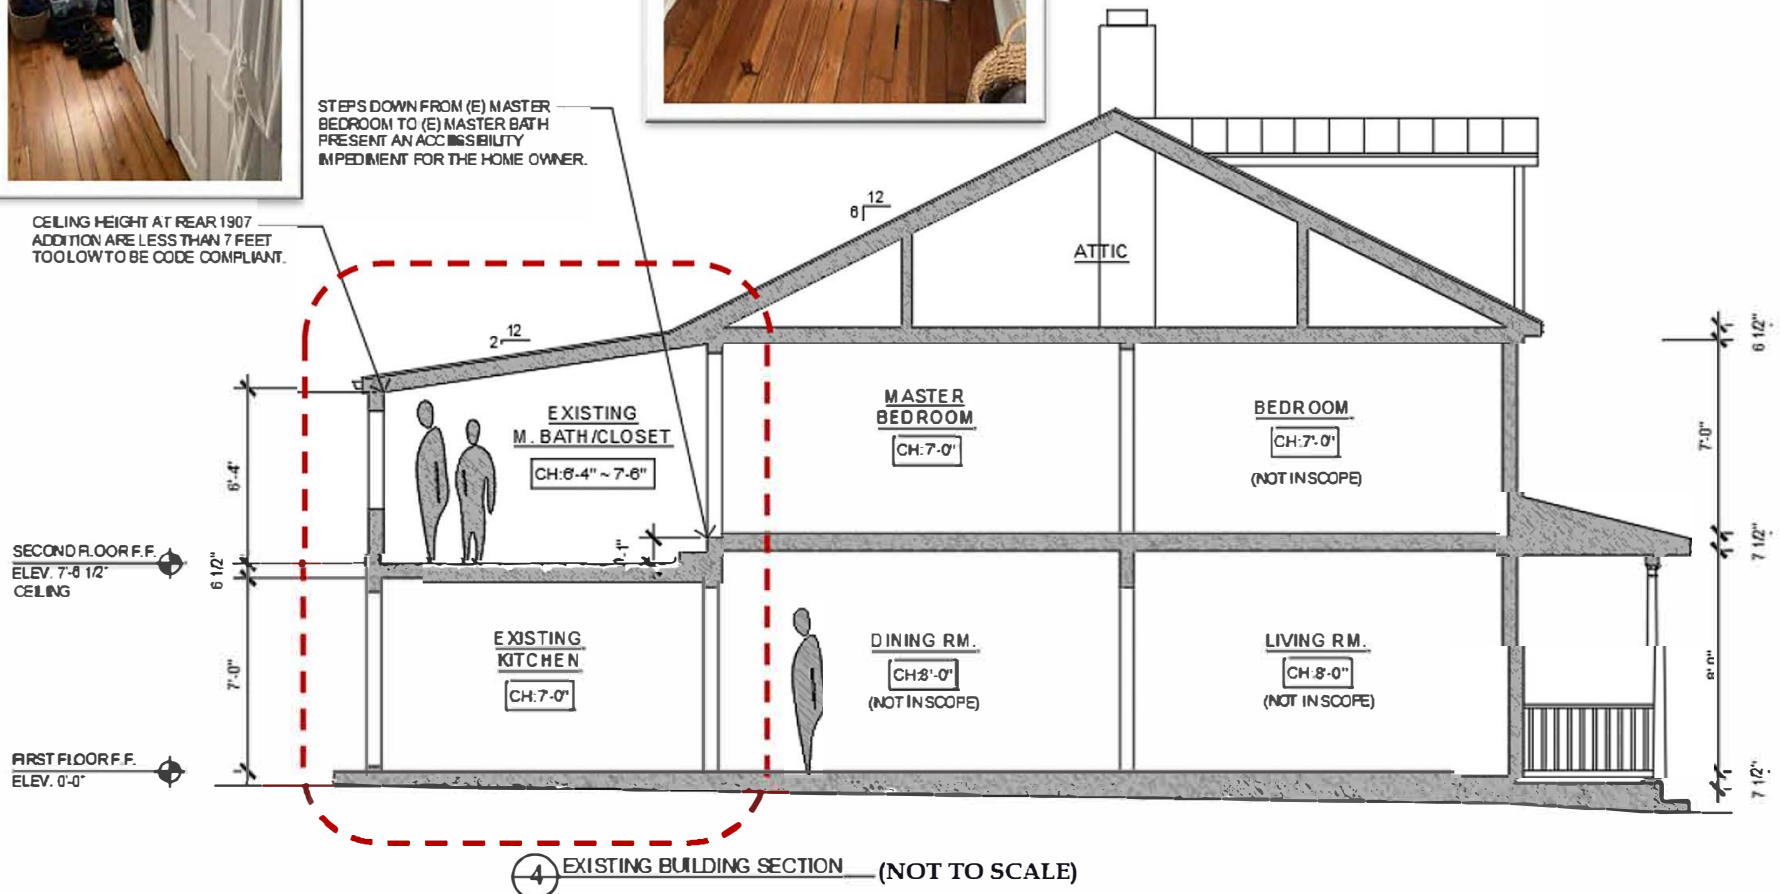 STEPS DOWN FROM (E) MASTER
BEDROOM TO (E) MASTER BATH
PRESENT AN ACCESSIBILITY
IMPEDIMENT FOR THE HOME OWNER.
CEILING HEIGHT AT REAR 1907
ADDITION ARE LESS THAN 7 FEET
TOO LOW TO BE CODE COMPLIANT.
12
6
ATTIC
12
2
6 1/2"
EXISTING
M. BATH/CLOSET
CH:6'-4" ~ 7'-6"
MASTER
BEDROOM
CH:7'-0"
BEDROOM
CH:7'-0"
(NOT IN SCOPE)
6'-4"
7'-0"
SECOND FLOOR F.F.
ELEV. 7'-6 1/2"
CEILING
6 1/2"
7 1/2"
EXISTING
KITCHEN
CH:7'-0"
DINING RM.
CH:8'-0"
(NOT IN SCOPE)
LIVING RM.
CH:8'-0"
(NOT IN SCOPE)
7'-0"
8'-0"
FIRST FLOOR F.F.
ELEV. 0'-0"
7 1/2"
4 EXISTING BUILDING SECTION (NOT TO SCALE)